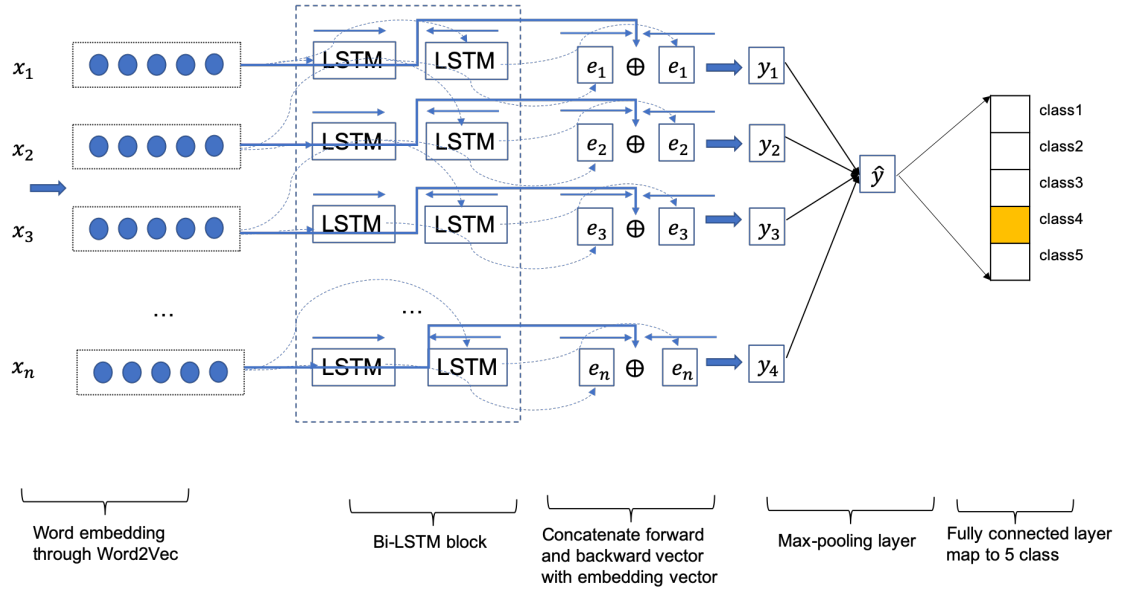 x₁ LSTM LSTM e₁ ⊕ e₁ y₁
x₂ LSTM LSTM e₂ ⊕ e₂ y₂
x₃ LSTM LSTM e₃ ⊕ e₃ y₃
... ...
xₙ LSTM LSTM eₙ ⊕ eₙ y₄
ŷ
class1
class2
class3
class4
class5
Word embedding
through Word2Vec
Bi-LSTM block
Concatenate forward
and backward vector
with embedding vector
Max-pooling layer
Fully connected layer
map to 5 class